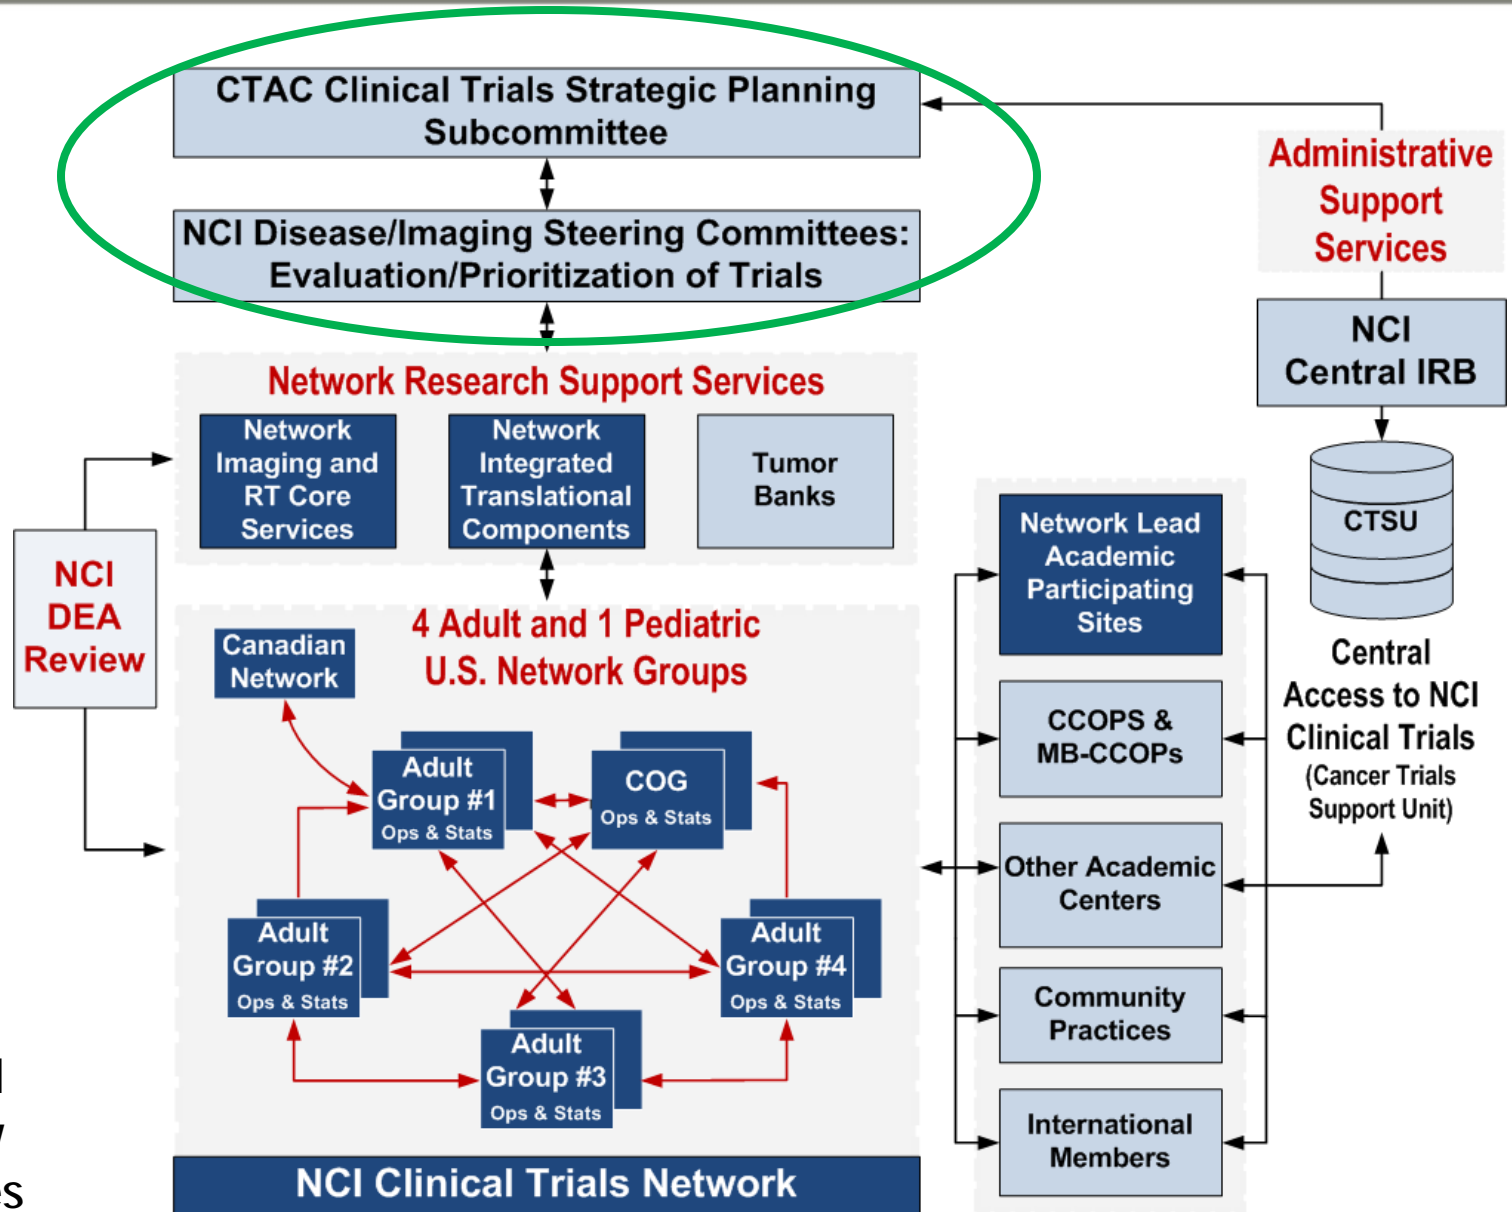 CTAC Clinical Trials Strategic Planning
Subcommittee
NCI Disease/Imaging Steering Committees:
Evaluation/Prioritization of Trials
Administrative
Support
Services
NCI
Central IRB
CTSU
Central
Access to NCI
Clinical Trials
(Cancer Trials
Support Unit)
Network Research Support Services
Network
Imaging and
RT Core
Services
Network
Integrated
Translational
Components
Tumor
Banks
NCI
DEA
Review
4 Adult and 1 Pediatric
U.S. Network Groups
Canadian
Network
Adult
Group #1
Ops & Stats
COG
Ops & Stats
Adult
Group #2
Ops & Stats
Adult
Group #4
Ops & Stats
Adult
Group #3
Ops & Stats
NCI Clinical Trials Network
Network Lead
Academic
Participating
Sites
CCOPS &
MB-CCOPs
Other Academic
Centers
Community
Practices
International
Members